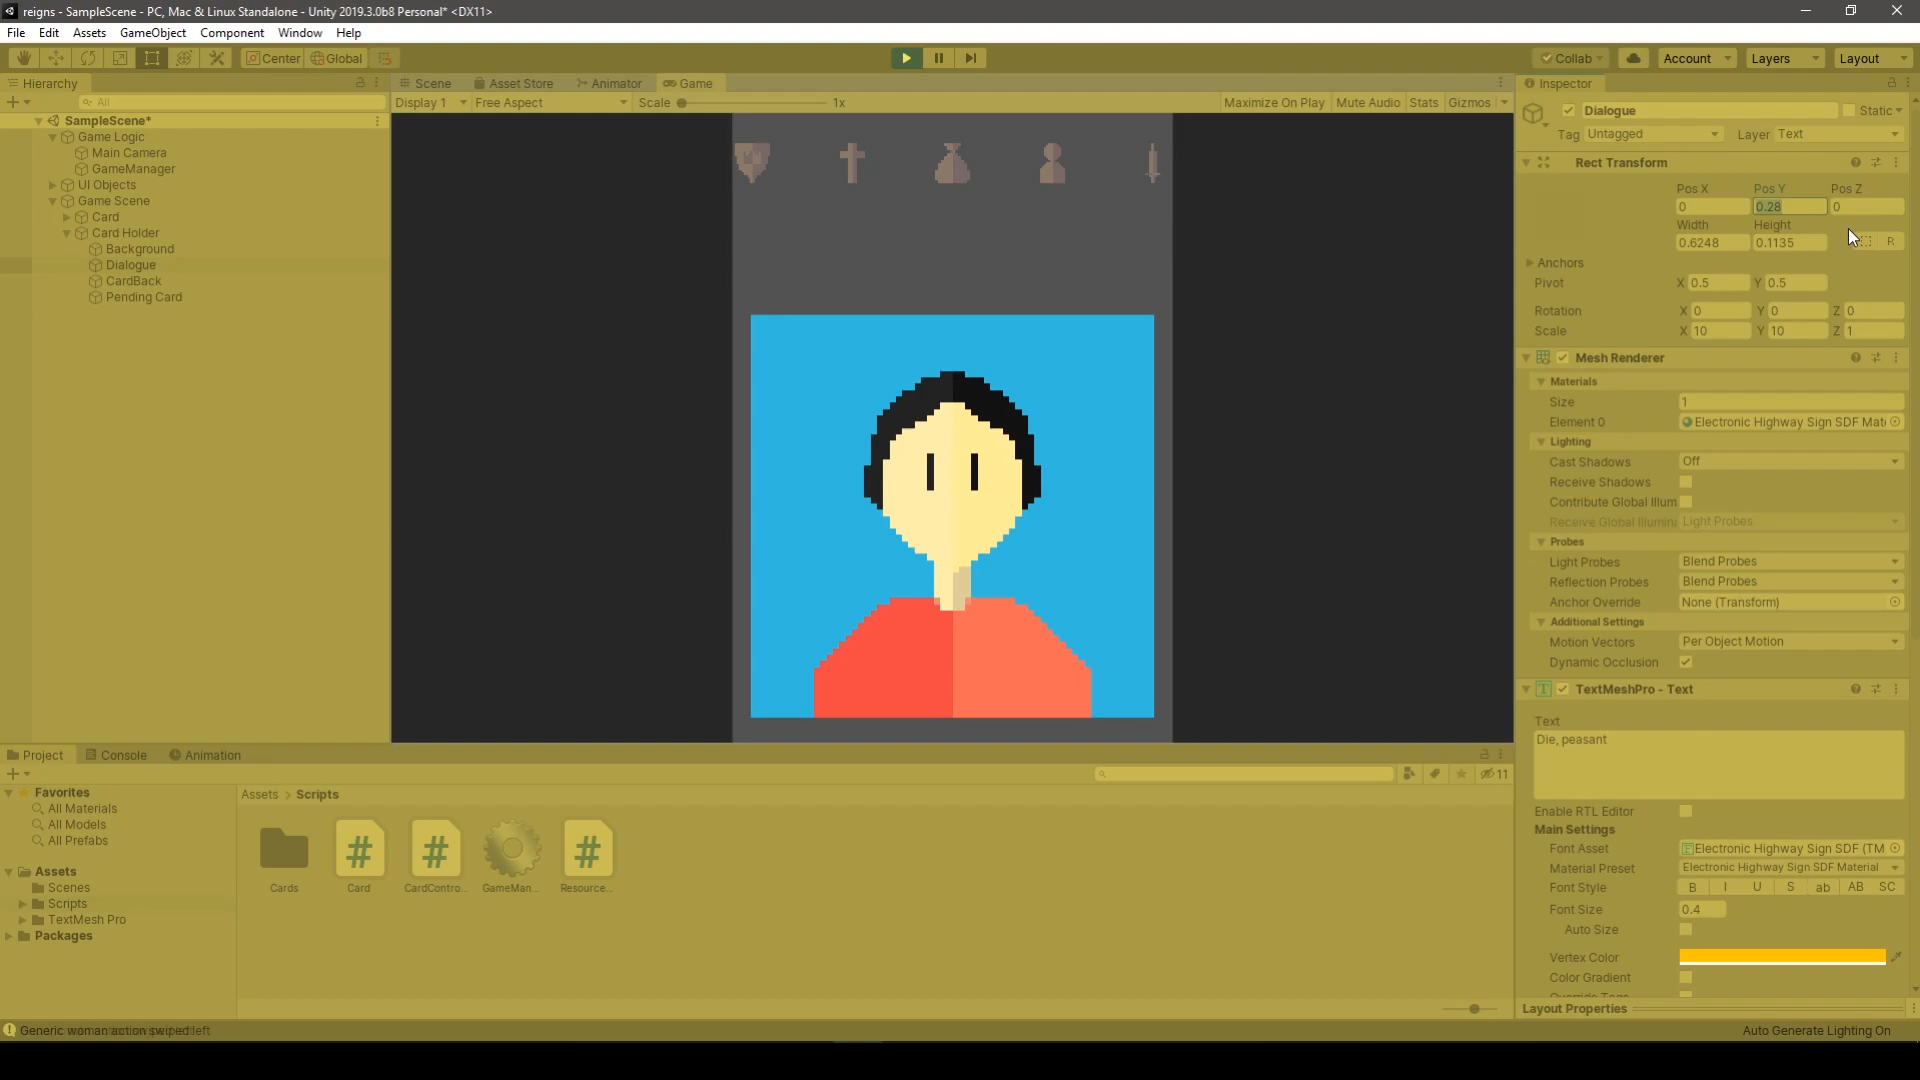 reigns - SampleScene - PC, Mac & Linux Standalone - Unity 2019.3.0b8 Personal* <DX11>
File Edit Assets GameObject Component Window Help
Center Global Collab Account Layers Layout
Hierarchy
All
SampleScene*
Game Logic
Main Camera
GameManager
UI Objects
Game Scene
Card
Card Holder
Background
Dialogue
CardBack
Pending Card
Scene Asset Store Animator Game
Display 1 Free Aspect Scale 1x Maximize On Play Mute Audio Stats Gizmos
Inspector
Dialogue Static
Tag Untagged Layer Text
Rect Transform
Pos X Pos Y Pos Z
0 0.28 0
Width Height
0.6248 0.1135 R
Anchors
Pivot X 0.5 Y 0.5
Rotation X 0 Y 0 Z 0
Scale X 10 Y 10 Z 1
Mesh Renderer
Materials
Size 1
Element 0 Electronic Highway Sign SDF Mat
Lighting
Cast Shadows Off
Receive Shadows
Contribute Global Illum
Receive Global Illumina Light Probes
Probes
Light Probes Blend Probes
Reflection Probes Blend Probes
Anchor Override None (Transform)
Additional Settings
Motion Vectors Per Object Motion
Dynamic Occlusion
TextMeshPro - Text
Text
Die, peasant
Enable RTL Editor
Main Settings
Font Asset Electronic Highway Sign SDF (TM
Material Preset Electronic Highway Sign SDF Material
Font Style B I U S ab AB SC
Font Size 0.4
Auto Size
Vertex Color
Color Gradient
Override Tags
Layout Properties
Project Console Animation
11
Favorites
All Materials
All Models
All Prefabs
Assets
Scenes
Scripts
TextMesh Pro
Packages
Assets > Scripts
Cards Card CardContro... GameMan... Resource...
Auto Generate Lighting On